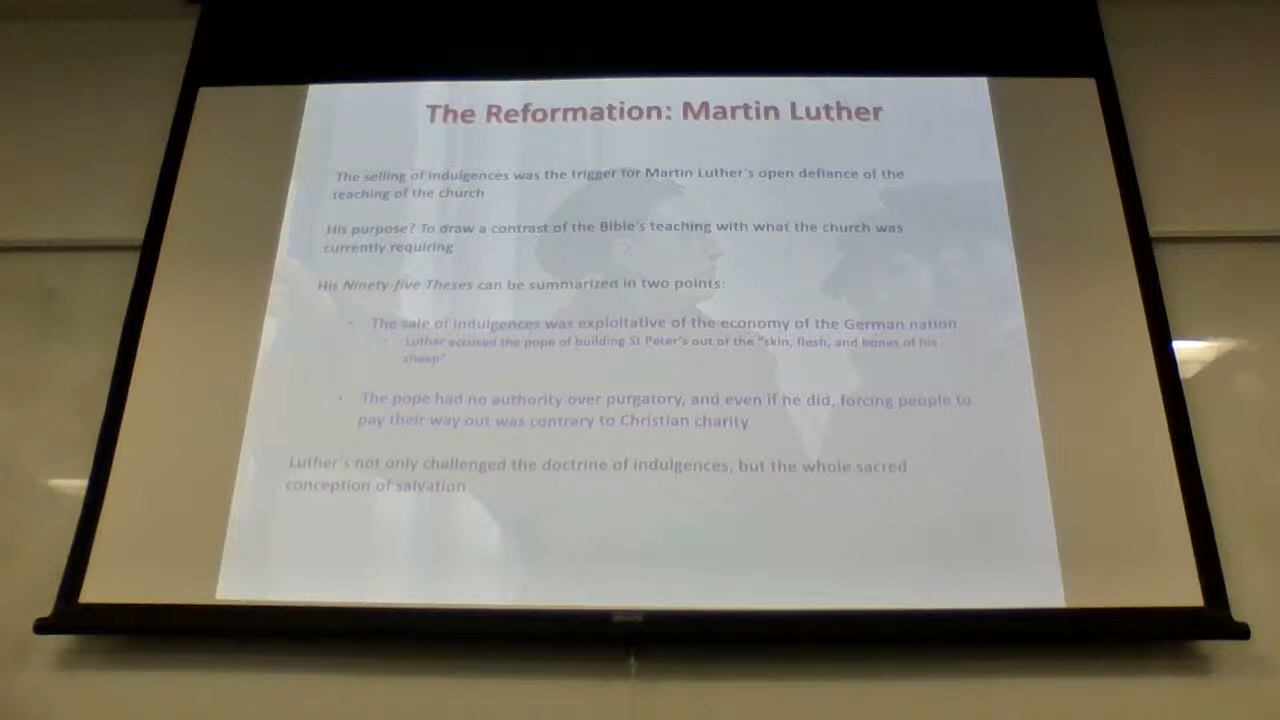 The Reformation: Martin Luther
The selling of indulgences was the trigger for Martin Luther's open defiance of the
teaching of the church
His purpose? To draw a contrast of the Bible's teaching with what the church was
currently requiring
His Ninety-five Theses can be summarized in two points:
• The sale of indulgences was exploitative of the economy of the German nation
• Luther accused the pope of building St Peter's out of the "skin, flesh, and bones of his
sheep"
• The pope had no authority over purgatory, and even if he did, forcing people to
pay their way out was contrary to Christian charity
Luther's not only challenged the doctrine of indulgences, but the whole sacred
conception of salvation